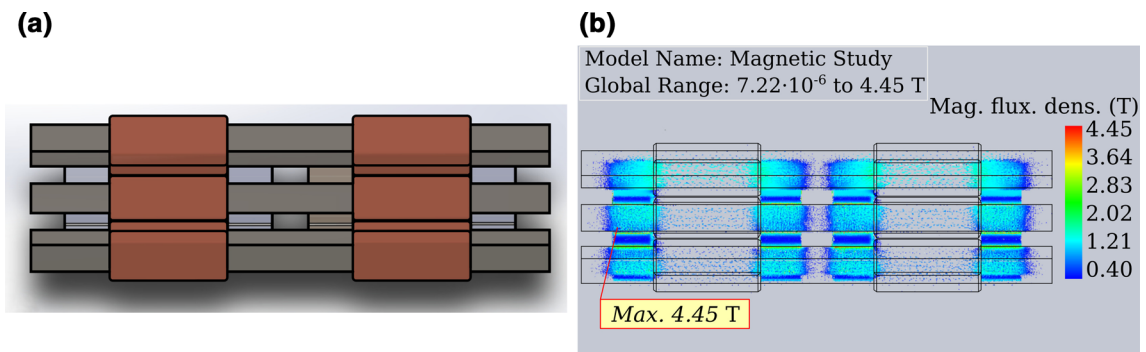 (a)
(b)
Model Name: Magnetic Study
Global Range: 7.22·10⁻⁶ to 4.45 T
Mag. flux. dens. (T)
4.45
3.64
2.83
2.02
1.21
0.40
Max. 4.45 T